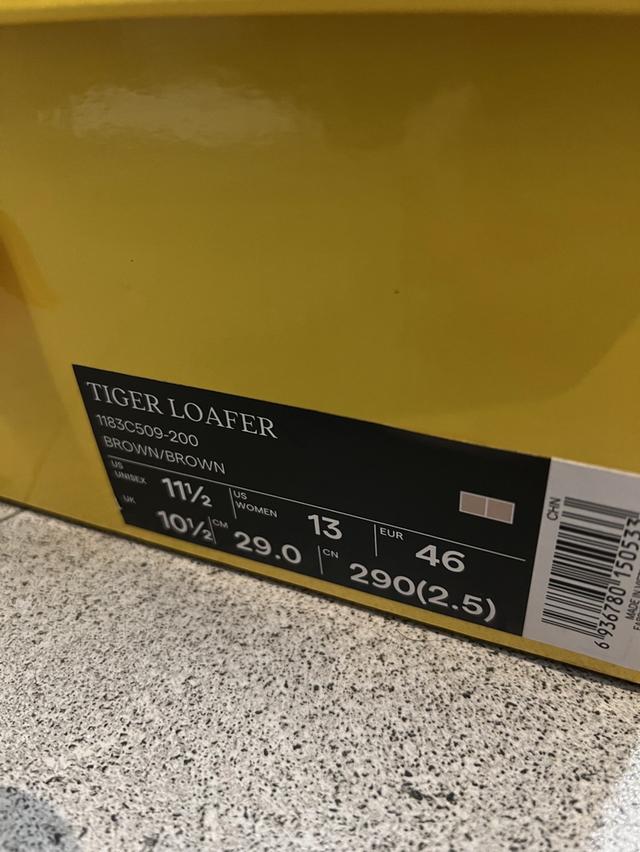 TIGER LOAFER
1183C509-200
BROWN/BROWN
US UNISEX 11½ US WOMEN 13 EUR 46
UK 10½ CM 29.0 CN 290(2.5)
CHN
6 936780 150533